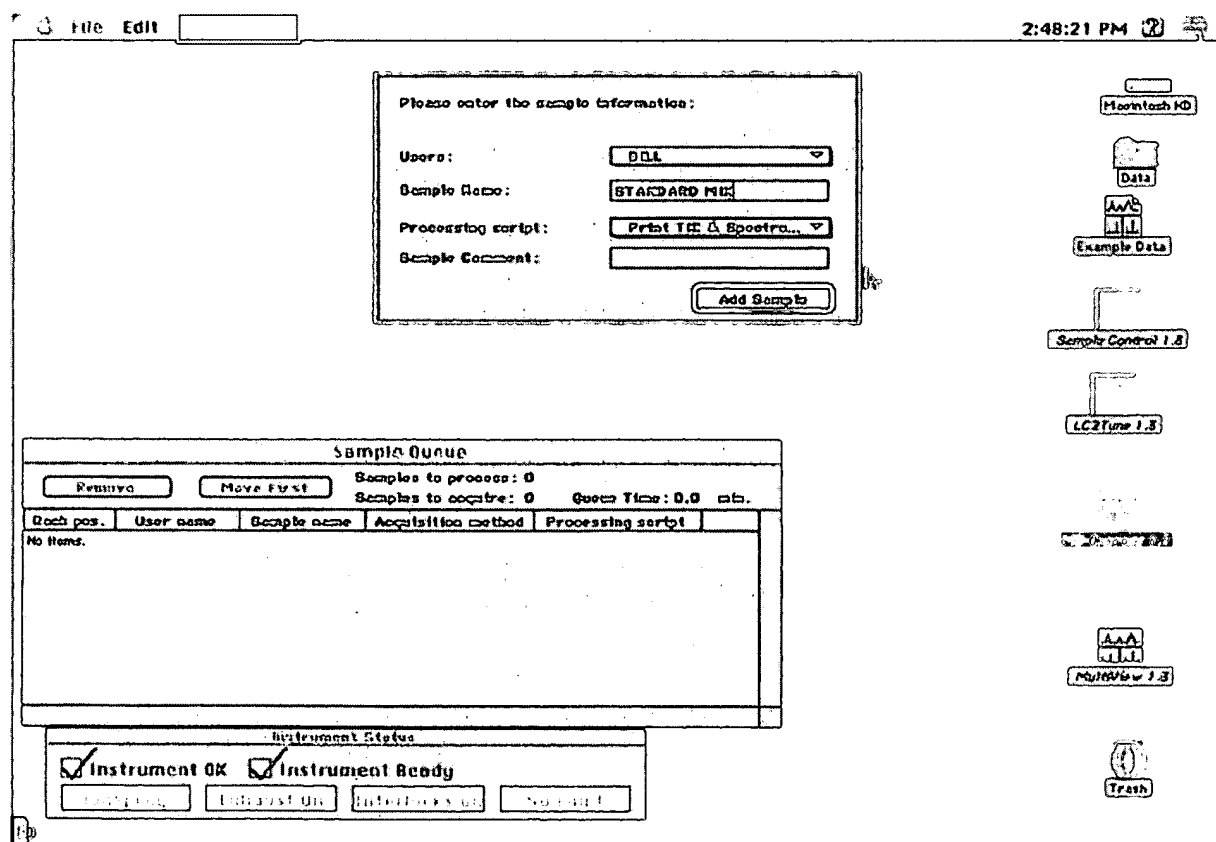 File Edit
2:48:21 PM
Please enter the sample information:
Users:
Sample Name: STANDARD MIX
Processing script: Print TIC & Spectra...
Sample Comment:
Add Sample
Macintosh HD
Data
Example Data
Sample Control 1.3
LC2Tune 1.3
MultiView 1.3
Trash
Sample Queue
Remove Move First
Samples to process: 0
Samples to acquire: 0 Queue Time: 0.0 min.
Rack pos. User name Sample name Acquisition method Processing script
No items.
Instrument Status
Instrument OK Instrument Ready
Exhaust On Interlocks On